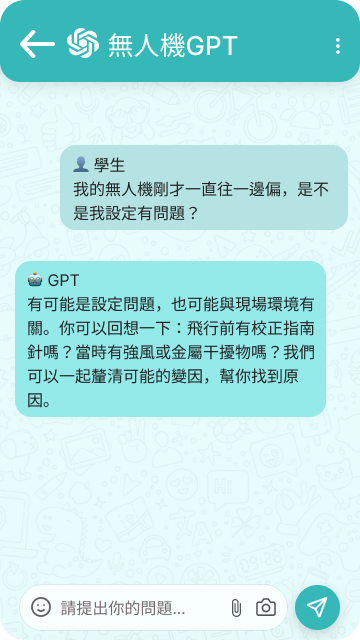 無人機GPT
學生
我的無人機剛才一直往一邊偏，是不
是我設定有問題？
GPT
有可能是設定問題，也可能與現場環境有
關。你可以回想一下：飛行前有校正指南
針嗎？當時有強風或金屬干擾物嗎？我們
可以一起釐清可能的變因，幫你找到原
因。
請提出你的問題...